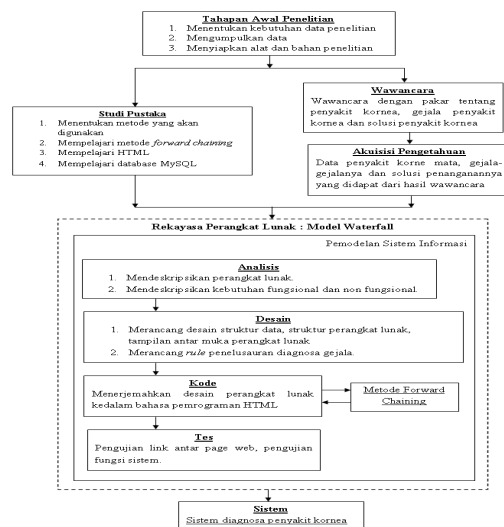 Tahapan Awal Penelitian
1. Menentukan kebutuhan data penelitian
2. Mengumpulkan data
3. Menyiapkan alat dan bahan penelitian
Studi Pustaka
1. Menentukan metode yang akan
digunakan
2. Mempelajari metode forward chaining
3. Mempelajari HTML
4. Mempelajari database MySQL
Wawancara
Wawancara dengan pakar tentang
penyakit kornea, gejala penyakit
kornea dan solusi penyakit kornea
Akuisisi Pengetahuan
Data penyakit korne mata, gejala-
gejalanya dan solusi penanganannya
yang didapat dari hasil wawancara
Rekayasa Perangkat Lunak : Model Waterfall
Pemodelan Sistem Informasi
Analisis
1. Mendeskripsikan perangkat lunak.
2. Mendeskripsikan kebutuhan fungsional dan non fungsional.
Desain
1. Merancang desain struktur data, struktur perangkat lunak,
tampilan antar muka perangkat lunak
2. Merancang rule penelusauran diagnosa gejala.
Kode
Menerjemahkan desain perangkat lunak
kedalam bahasa pemrograman HTML
Metode Forward
Chaining
Tes
Pengujian link antar page web, pengujian
fungsi sistem.
Sistem
Sistem diagnosa penyakit kornea